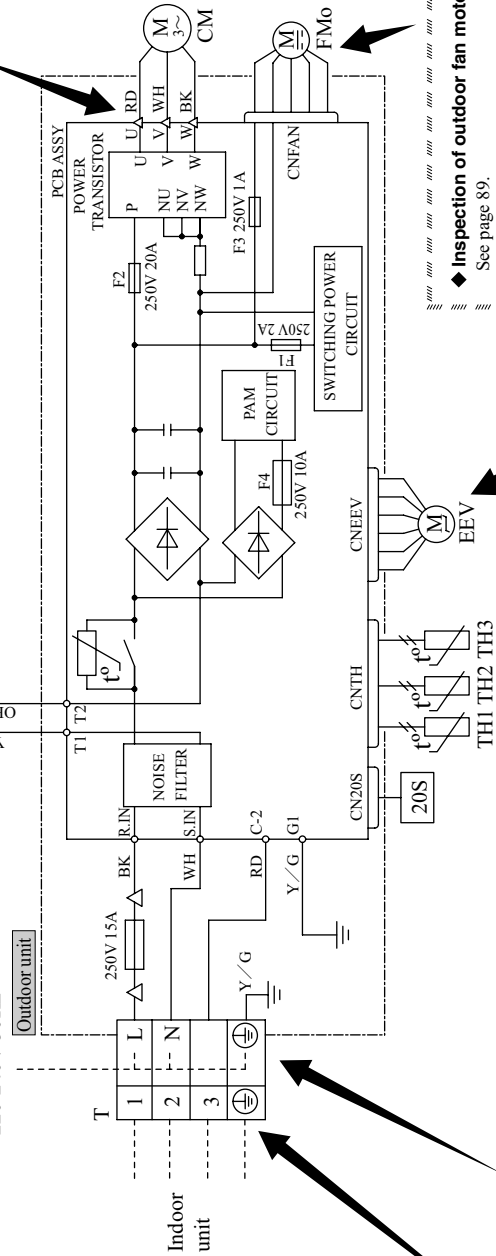 Outdoor unit
T
1
L
2
N
3
Indoor
unit
BK
R.IN
250V 15A
WH
S.IN
RD
C-2
Y/G
G1
Y/G
T1
T2
NOISE
FILTER
t°
PAM
CIRCUIT
F4
250V 10A
F2
250V 20A
F1
250V 2A
F3 250V 1A
SWITCHING POWER
CIRCUIT
PCB ASSY
POWER
TRANSISTOR
P
U
V
W
NU
NV
NW
U
RD
V
WH
W
BK
M
3~
CM
CNFAN
M
FMo
CN20S
20S
CNTH
t°
t°
t°
TH1 TH2 TH3
CNEEV
M
EEV
◆ Inspection of outdoor fan moto
See page 89.